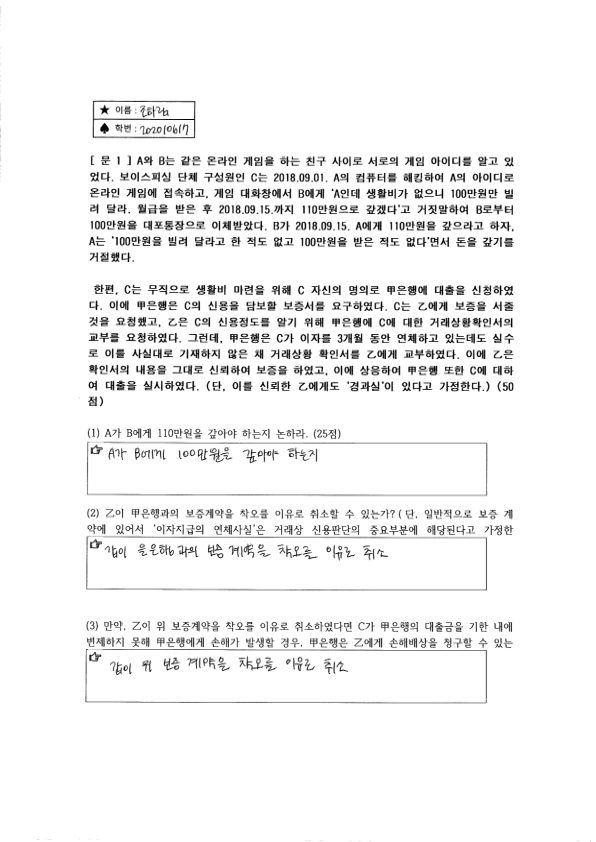 ★ 이름 : 
♠ 학번 : 202010617
[ 문 1 ] A와 B는 같은 온라인 게임을 하는 친구 사이로 서로의 게임 아이디를 알고 있
었다. 보이스피싱 단체 구성원인 C는 2018.09.01. A의 컴퓨터를 해킹하여 A의 아이디로
온라인 게임에 접속하고, 게임 대화창에서 B에게 ‘A인데 생활비가 없으니 100만원만 빌
려 달라. 월급을 받은 후 2018.09.15.까지 110만원으로 갚겠다’고 거짓말하여 B로부터
100만원을 대포통장으로 이체받았다. B가 2018.09.15. A에게 110만원을 갚으라고 하자,
A는 ‘100만원을 빌려 달라고 한 적도 없고 100만원을 받은 적도 없다’면서 돈을 갚기를
거절했다.
한편, C는 무직으로 생활비 마련을 위해 C 자신의 명의로 甲은행에 대출을 신청하였
다. 이에 甲은행은 C의 신용을 담보할 보증서를 요구하였다. C는 乙에게 보증을 서줄
것을 요청했고, 乙은 C의 신용정도를 알기 위해 甲은행에 C에 대한 거래상황확인서의
교부를 요청하였다. 그런데, 甲은행은 C가 이자를 3개월 동안 연체하고 있는데도 실수
로 이를 사실대로 기재하지 않은 채 거래상황 확인서를 乙에게 교부하였다. 이에 乙은
확인서의 내용을 그대로 신뢰하여 보증을 하였고, 이에 상응하여 甲은행 또한 C에 대하
여 대출을 실시하였다. (단, 이를 신뢰한 乙에게도 ‘경과실’이 있다고 가정한다.) (50
점)
(1) A가 B에게 110만원을 갚아야 하는지 논하라. (25점)
A가 B에게 100만원을 갚아야 하는지
(2) 乙이 甲은행과의 보증계약을 착오를 이유로 취소할 수 있는가? ( 단, 일반적으로 보증 계
약에 있어서 ‘이자지급의 연체사실’은 거래상 신용판단의 중요부분에 해당된다고 가정한
갑이 을은행과의 보증 계약을 착오를 이유로 취소
(3) 만약, 乙이 위 보증계약을 착오를 이유로 취소하였다면 C가 甲은행의 대출금을 기한 내에
변제하지 못해 甲은행에게 손해가 발생할 경우, 甲은행은 乙에게 손해배상을 청구할 수 있는
갑이 위 보증 계약을 착오를 이유로 취소